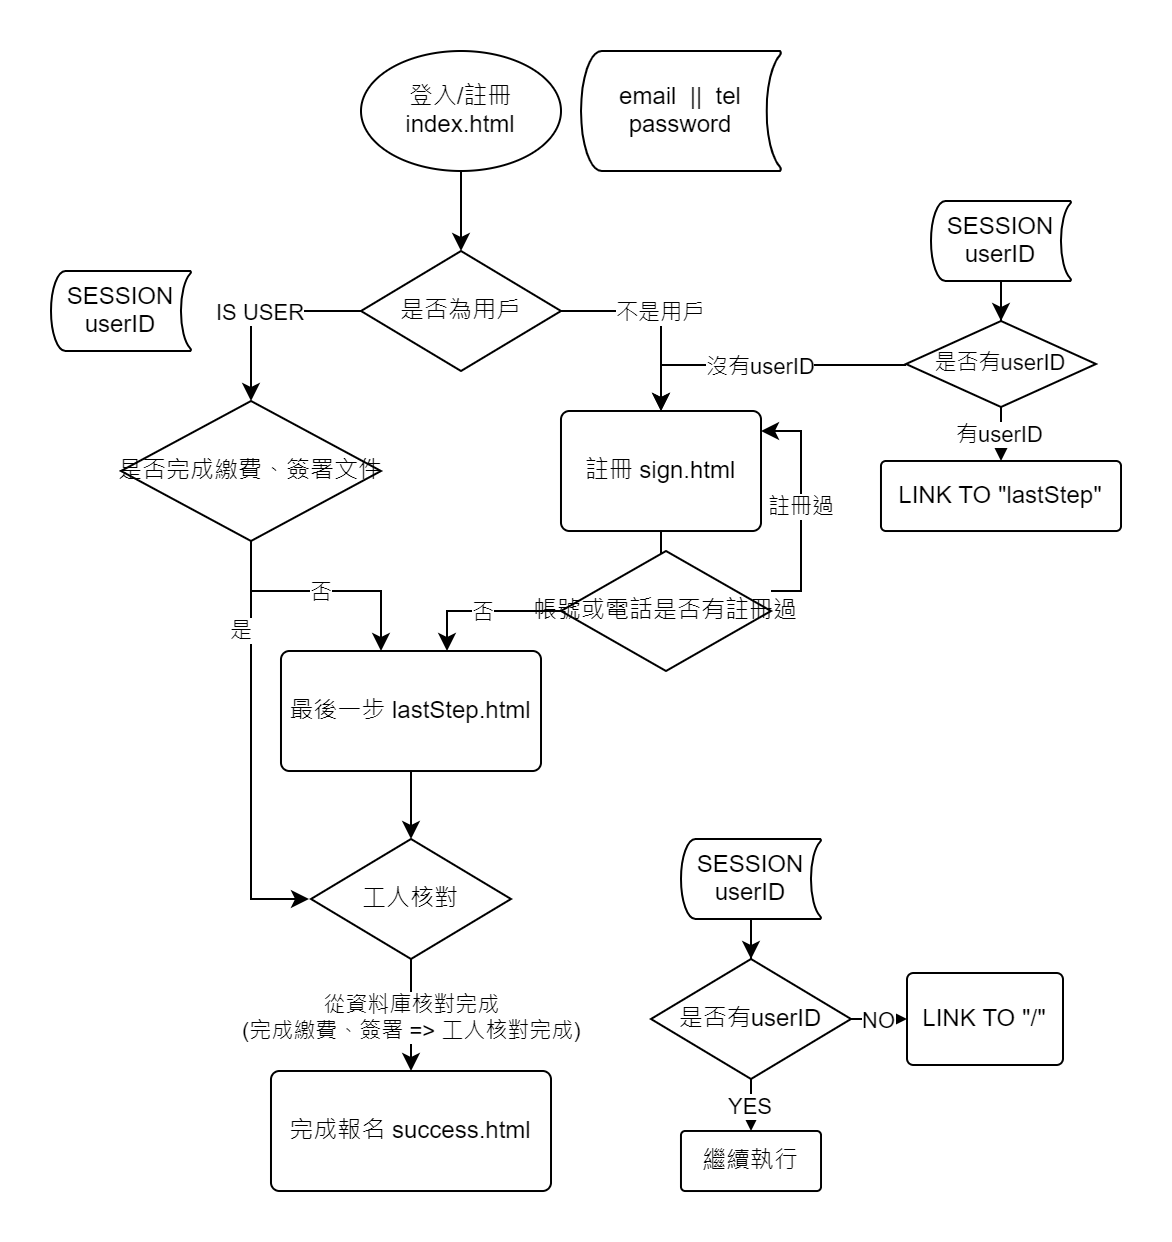 登入/註冊
index.html
email || tel
password
SESSION
userID
SESSION
userID
IS USER
是否為用戶
不是用戶
沒有userID
是否有userID
有userID
LINK TO "lastStep"
是否完成繳費、簽署文件
註冊 sign.html
註冊過
否
帳號或電話是否有註冊過
否
是
最後一步 lastStep.html
工人核對
從資料庫核對完成
(完成繳費、簽署 => 工人核對完成)
完成報名 success.html
SESSION
userID
是否有userID
NO
LINK TO "/"
YES
繼續執行